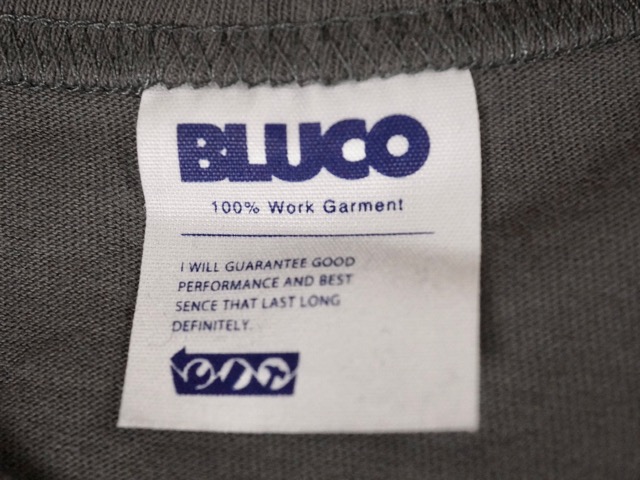 BLUCO
100% Work Garment
I WILL GUARANTEE GOOD
PERFORMANCE AND BEST
SENCE THAT LAST LONG
DEFINITELY.